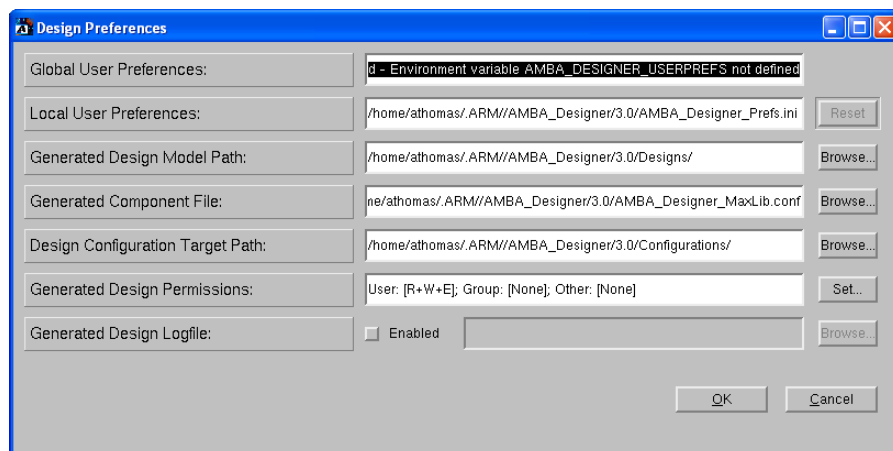 Design Preferences
Global User Preferences: d - Environment variable AMBA_DESIGNER_USERPREFS not defined
Local User Preferences: /home/athomas/.ARM//AMBA_Designer/3.0/AMBA_Designer_Prefs.ini Reset
Generated Design Model Path: /home/athomas/.ARM//AMBA_Designer/3.0/Designs/ Browse...
Generated Component File: ne/athomas/.ARM//AMBA_Designer/3.0/AMBA_Designer_MaxLib.conf Browse...
Design Configuration Target Path: /home/athomas/.ARM//AMBA_Designer/3.0/Configurations/ Browse...
Generated Design Permissions: User: [R+W+E]; Group: [None]; Other: [None] Set...
Generated Design Logfile: Enabled Browse...
OK Cancel